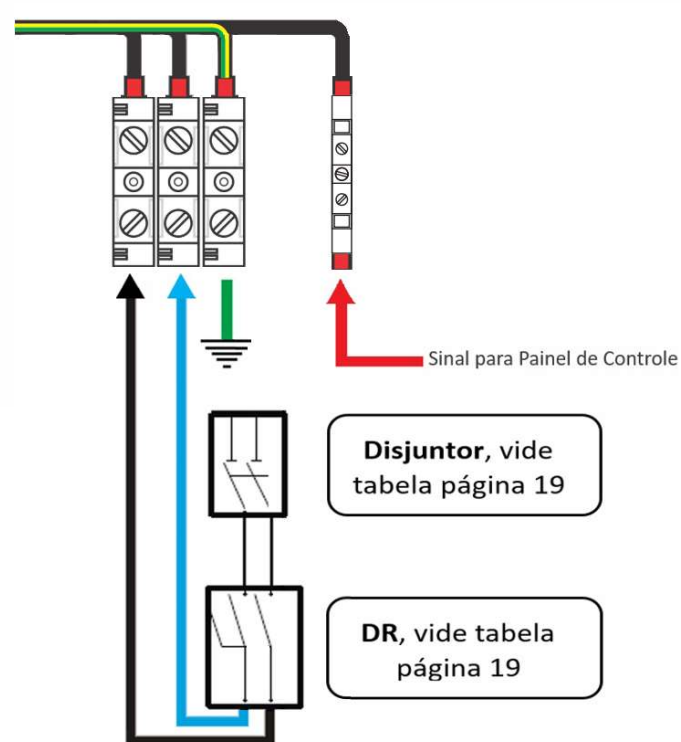 Sinal para Painel de Controle
Disjuntor, vide
tabela página 19
DR, vide tabela
página 19